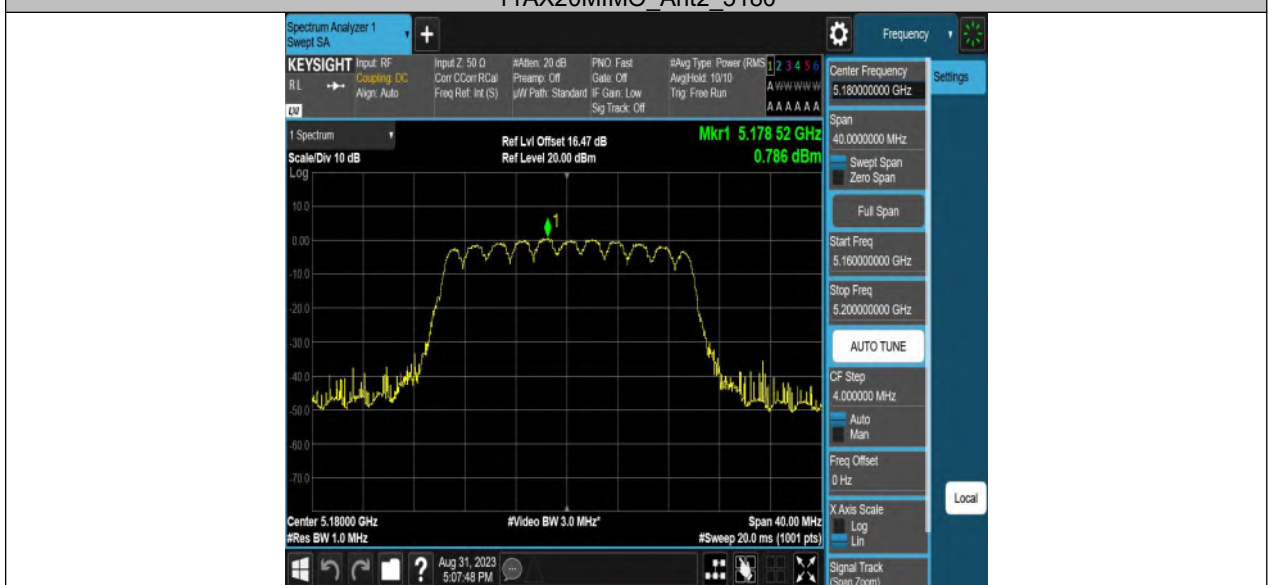 11AX20MIMO_Ant2_5180
Spectrum Analyzer 1
Swept SA
Frequency
Settings
KEYSIGHT
R L
LXI
Input: RF
Coupling: DC
Align: Auto
Input Z: 50 Ω
Corr CCorr RCal
Freq Ref: Int (S)
#Atten: 20 dB
Preamp: Off
µW Path: Standard
PNO: Fast
Gate: Off
IF Gain: Low
Sig Track: Off
#Avg Type: Power (RMS
Avg|Hold: 10/10
Trig: Free Run
1 2 3 4 5 6
A W W W W W
A A A A A A
1 Spectrum
Scale/Div 10 dB
Ref Lvl Offset 16.47 dB
Ref Level 20.00 dBm
Mkr1 5.178 52 GHz
0.786 dBm
Log
10.0
0.00
-10.0
-20.0
-30.0
-40.0
-50.0
-60.0
-70.0
1
Center 5.18000 GHz
#Res BW 1.0 MHz
#Video BW 3.0 MHz*
Span 40.00 MHz
#Sweep 20.0 ms (1001 pts)
Aug 31, 2023
5:07:48 PM
Center Frequency
5.180000000 GHz
Span
40.0000000 MHz
Swept Span
Zero Span
Full Span
Start Freq
5.160000000 GHz
Stop Freq
5.200000000 GHz
AUTO TUNE
CF Step
4.000000 MHz
Auto
Man
Freq Offset
0 Hz
X Axis Scale
Log
Lin
Signal Track
(Span Zoom)
Local